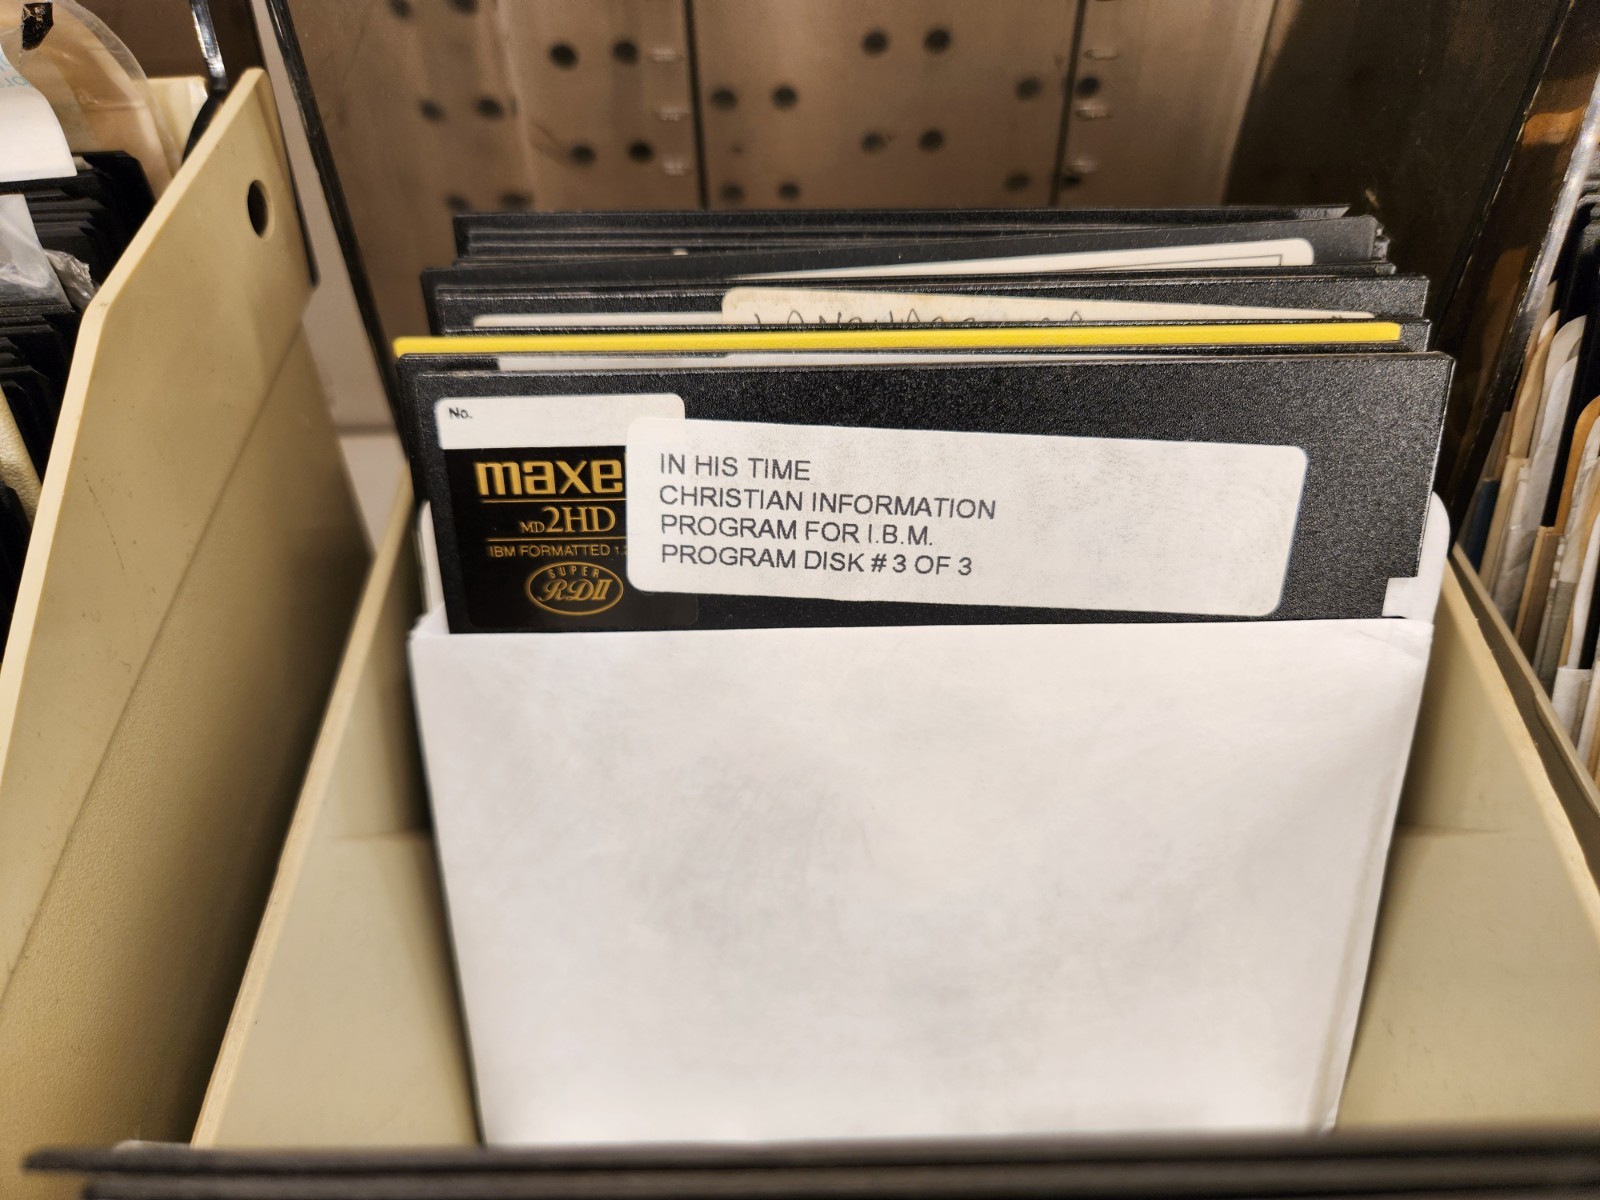 No.
maxe
MD2HD
IBM FORMATTED 1.
SUPER
RDII
IN HIS TIME
CHRISTIAN INFORMATION
PROGRAM FOR I.B.M.
PROGRAM DISK # 3 OF 3